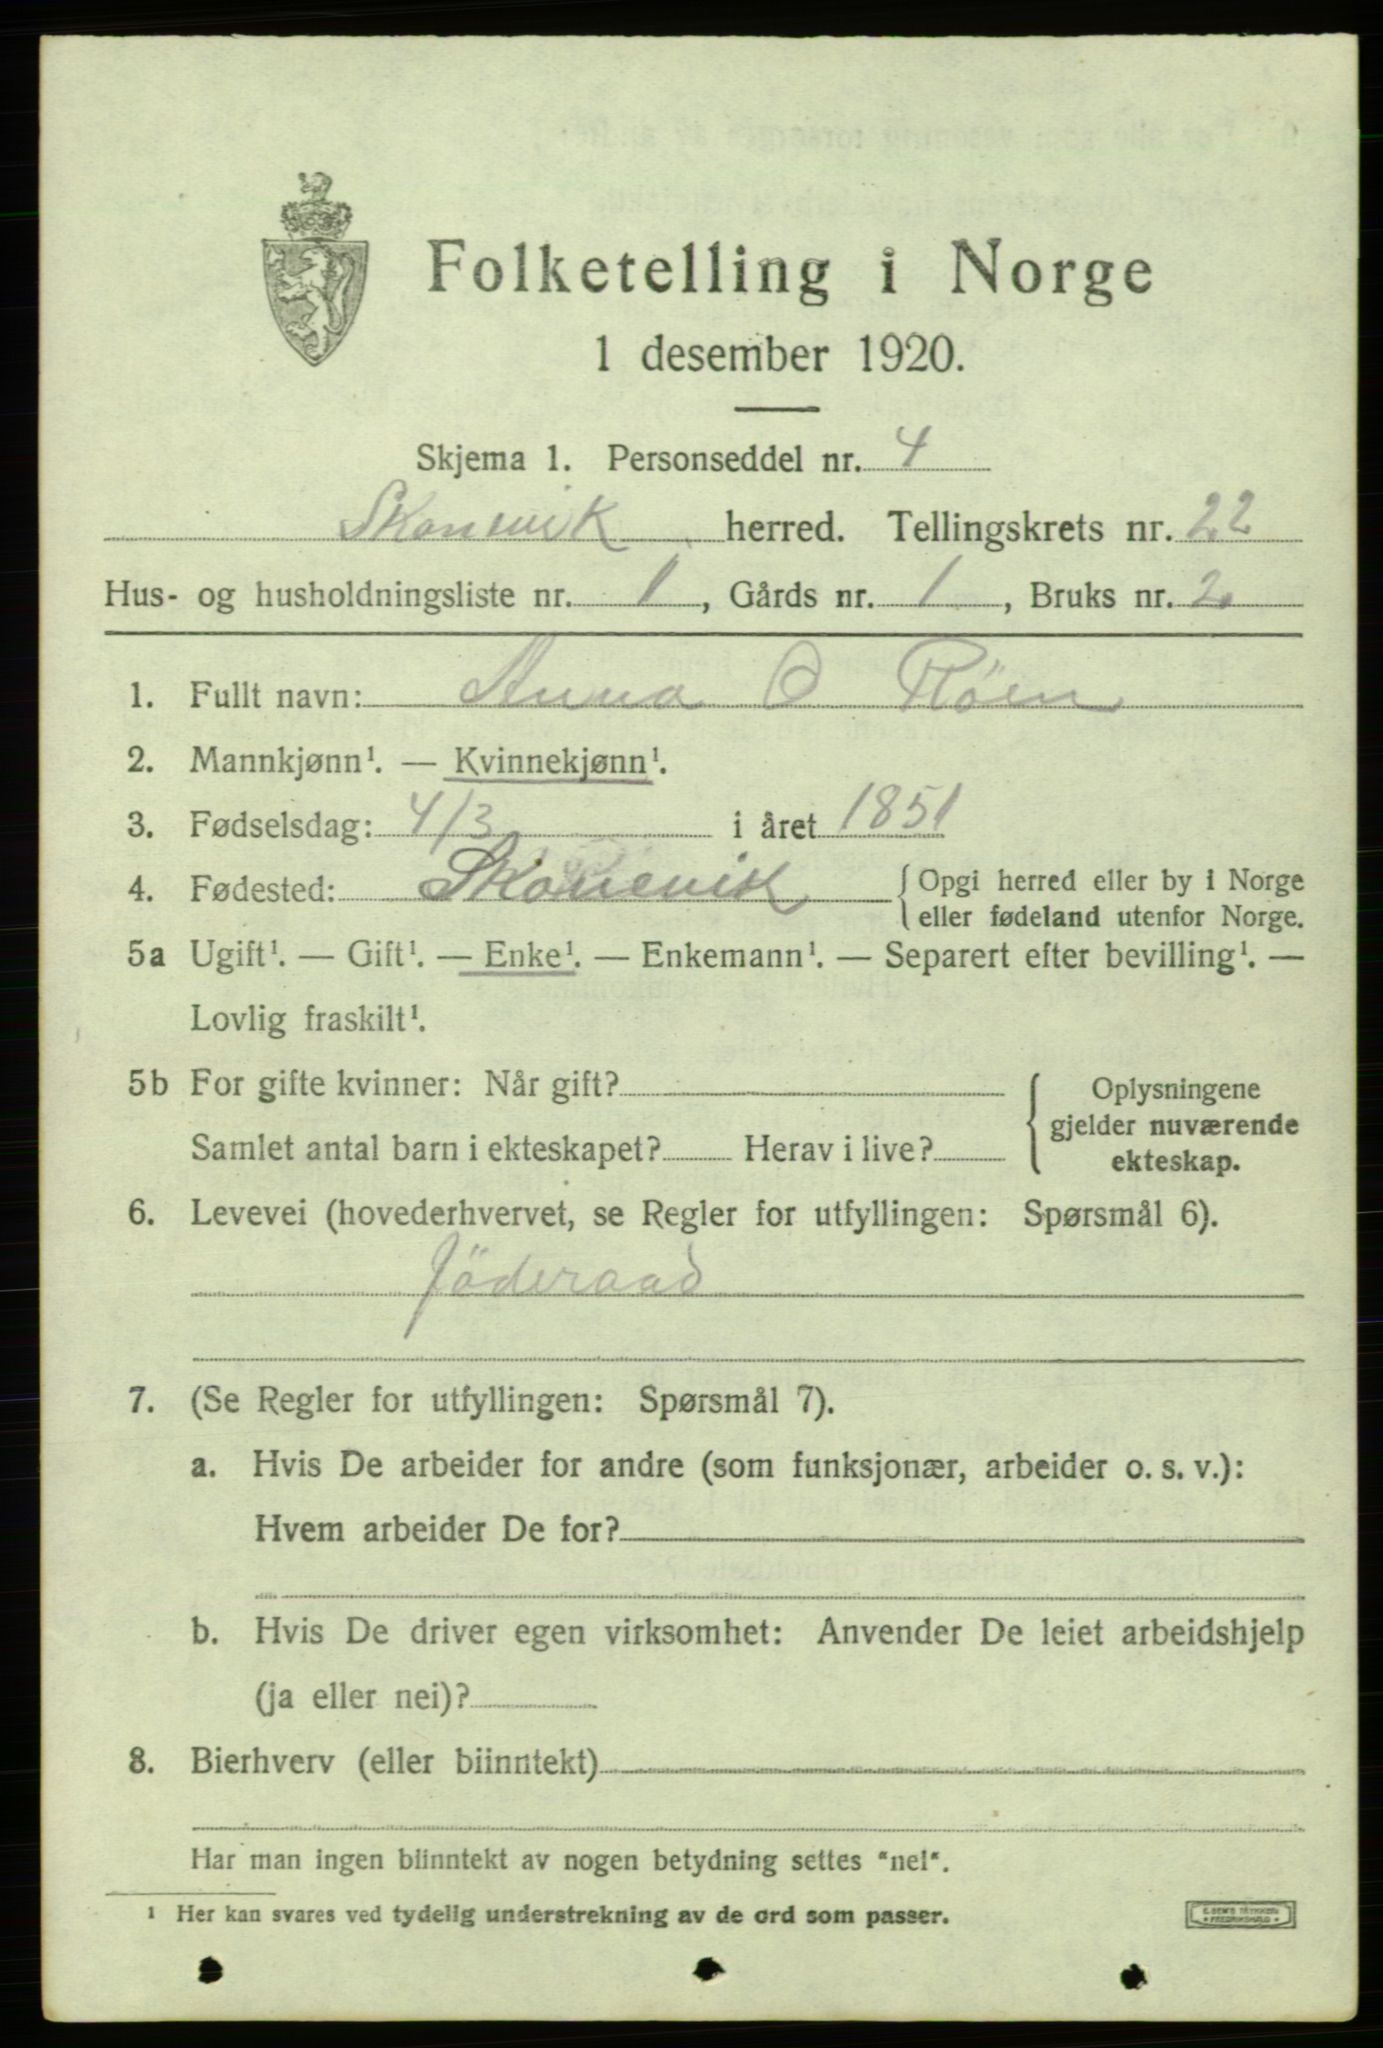 Folketelling i Norge
1 desember 1920.
Skjema 1. Personseddel nr. 4
Skonevik herred. Tellingskrets nr. 22
Hus- og husholdningsliste nr. 1, Gårds nr. 1, Bruks nr. 2
1. Fullt navn: Anna O Röen
2. Mannkjønn¹. — Kvinnekjønn¹.
3. Fødselsdag: 4/3 i året 1851
4. Fødested: Skonevik { Opgi herred eller by i Norge
eller fødeland utenfor Norge.
5a Ugift¹. — Gift¹. — Enke¹. — Enkemann¹. — Separert efter bevilling¹. —
Lovlig fraskilt¹.
5b For gifte kvinner: Når gift?
Samlet antal barn i ekteskapet? Herav i live?
{ Oplysningene
gjelder nuværende
ekteskap.
6. Levevei (hovederhvervet, se Regler for utfyllingen: Spørsmål 6).
föderaad
7. (Se Regler for utfyllingen: Spørsmål 7).
a. Hvis De arbeider for andre (som funksjonær, arbeider o. s. v.):
Hvem arbeider De for?
b. Hvis De driver egen virksomhet: Anvender De leiet arbeidshjelp
(ja eller nei)?
8. Bierhverv (eller biinntekt)
Har man ingen biinntekt av nogen betydning settes "nei".
¹ Her kan svares ved tydelig understrekning av de ord som passer.